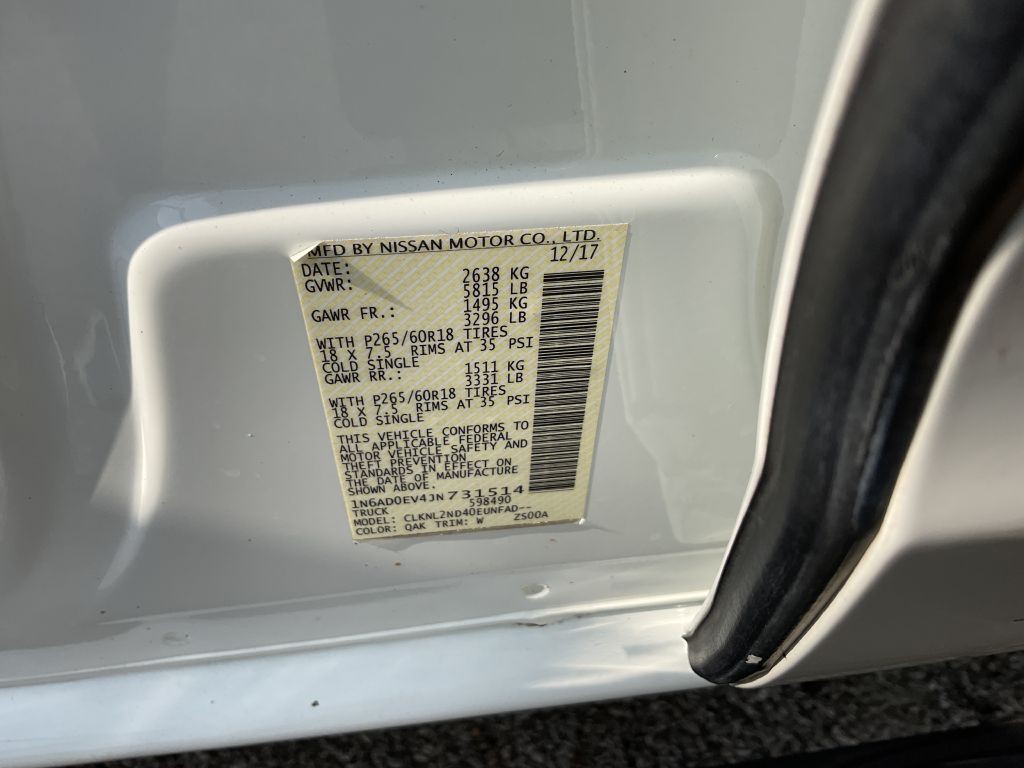 MFD BY NISSAN MOTOR CO., LTD.
DATE: 12/17
GVWR: 2638 KG
5815 LB
GAWR FR.: 1495 KG
3296 LB
WITH P265/60R18 TIRES
18 X 7.5 RIMS AT 35 PSI
COLD SINGLE
GAWR RR.: 1511 KG
3331 LB
WITH P265/60R18 TIRES
18 X 7.5 RIMS AT 35 PSI
COLD SINGLE
THIS VEHICLE CONFORMS TO
ALL APPLICABLE FEDERAL
MOTOR VEHICLE SAFETY AND
THEFT PREVENTION
STANDARDS IN EFFECT ON
THE DATE OF MANUFACTURE
SHOWN ABOVE.
1N6AD0EV4JN731514
TRUCK 598490
MODEL: CLKNL2ND40EUNFAD--
COLOR: QAK TRIM: W ZS00A